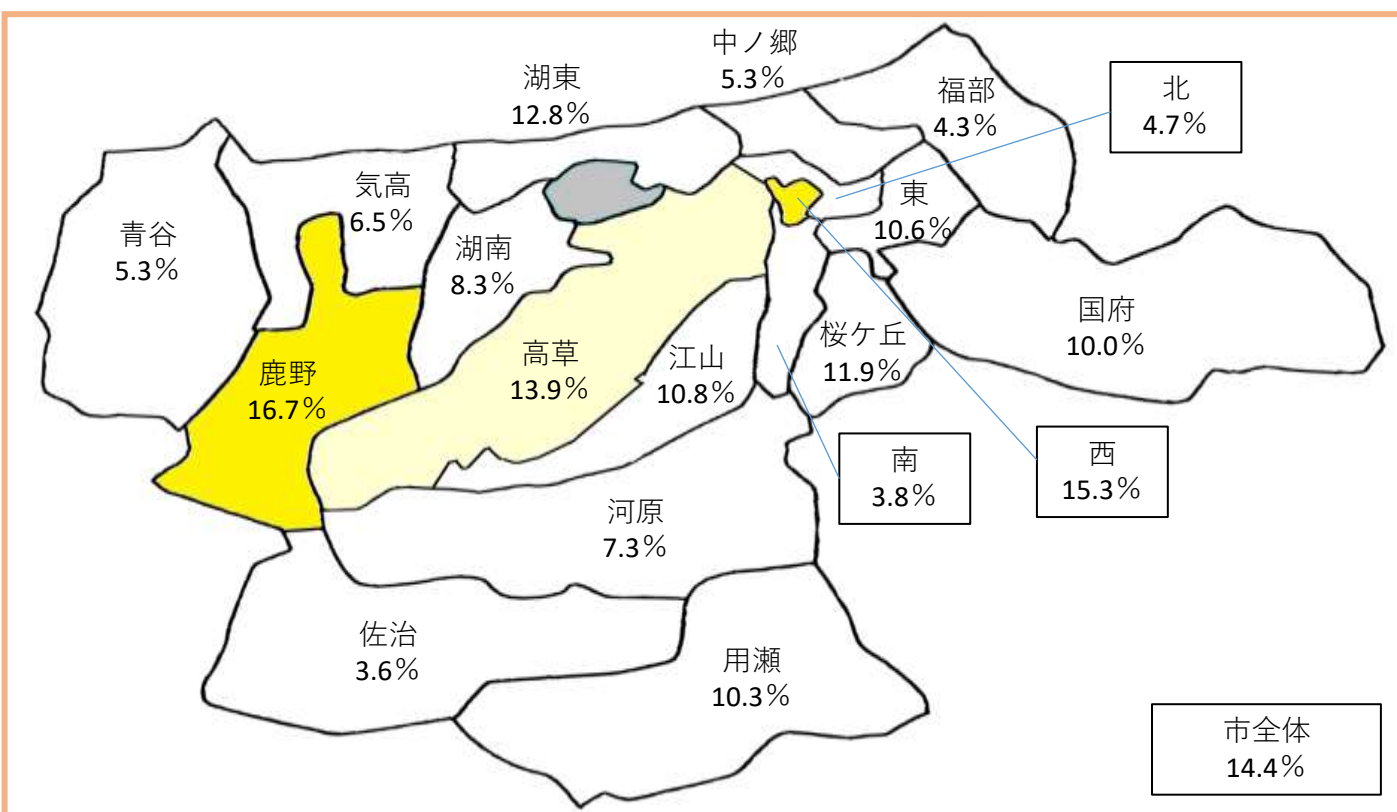 中ノ郷
5.3%
湖東
12.8%
福部
4.3%
北
4.7%
気高
6.5%
東
10.6%
青谷
5.3%
湖南
8.3%
国府
10.0%
桜ケ丘
11.9%
高草
13.9%
江山
10.8%
鹿野
16.7%
南
3.8%
西
15.3%
河原
7.3%
佐治
3.6%
用瀬
10.3%
市全体
14.4%